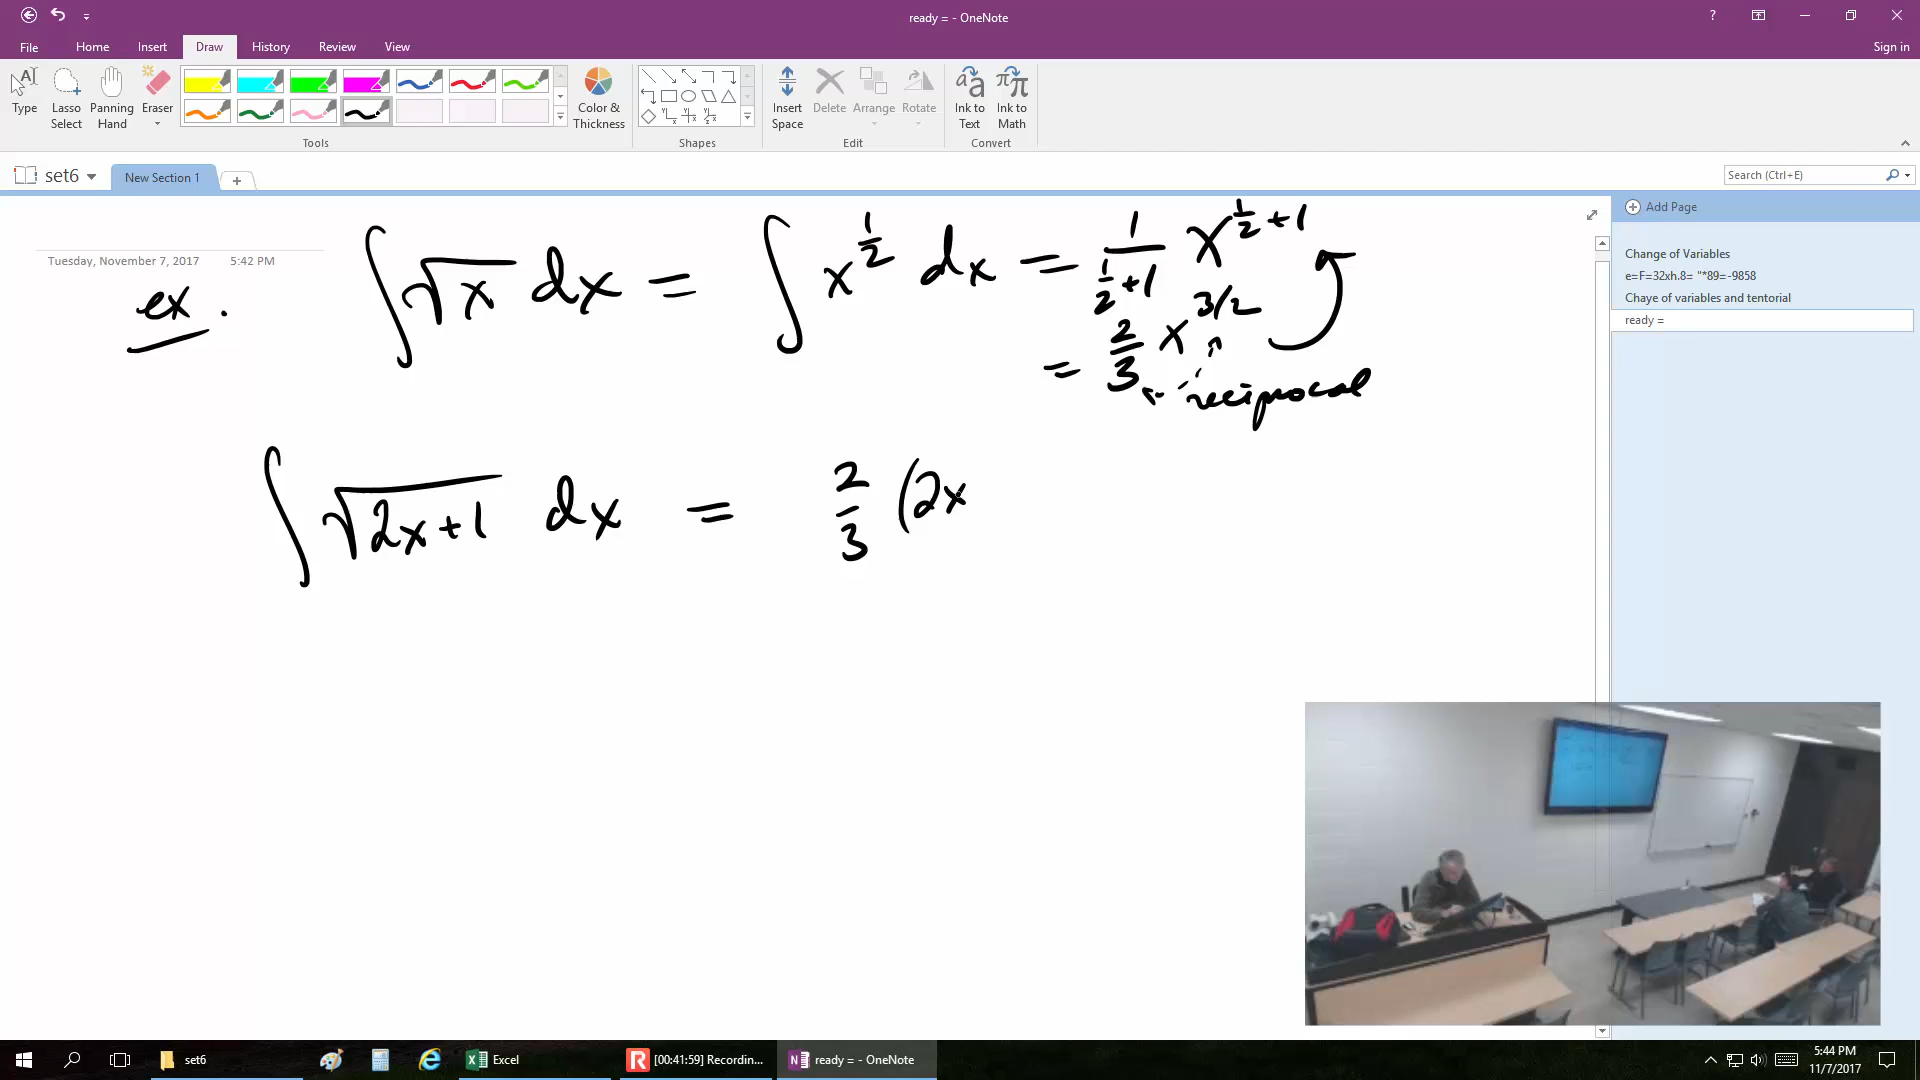 ready = - OneNote
?
File Home Insert Draw History Review View
Sign in
Type
Lasso Select
Panning Hand
Eraser
Color & Thickness
Insert Space
Delete
Arrange
Rotate
Ink to Text
Ink to Math
Tools
Shapes
Edit
Convert
set6
New Section 1
+
Search (Ctrl+E)
Add Page
Change of Variables
e=F=32xh.8= "*89=-9858
Chaye of variables and tentorial
ready =
Tuesday, November 7, 2017 5:42 PM
ex. ∫ √x dx = ∫ x^(1/2) dx = 1/(1/2+1) x^(1/2+1)
= 2/3 x^(3/2)
reciprocal
∫ √(2x+1) dx = 2/3 (2x
set6
Excel
[00:41:59] Recordin...
ready = - OneNote
5:44 PM
11/7/2017